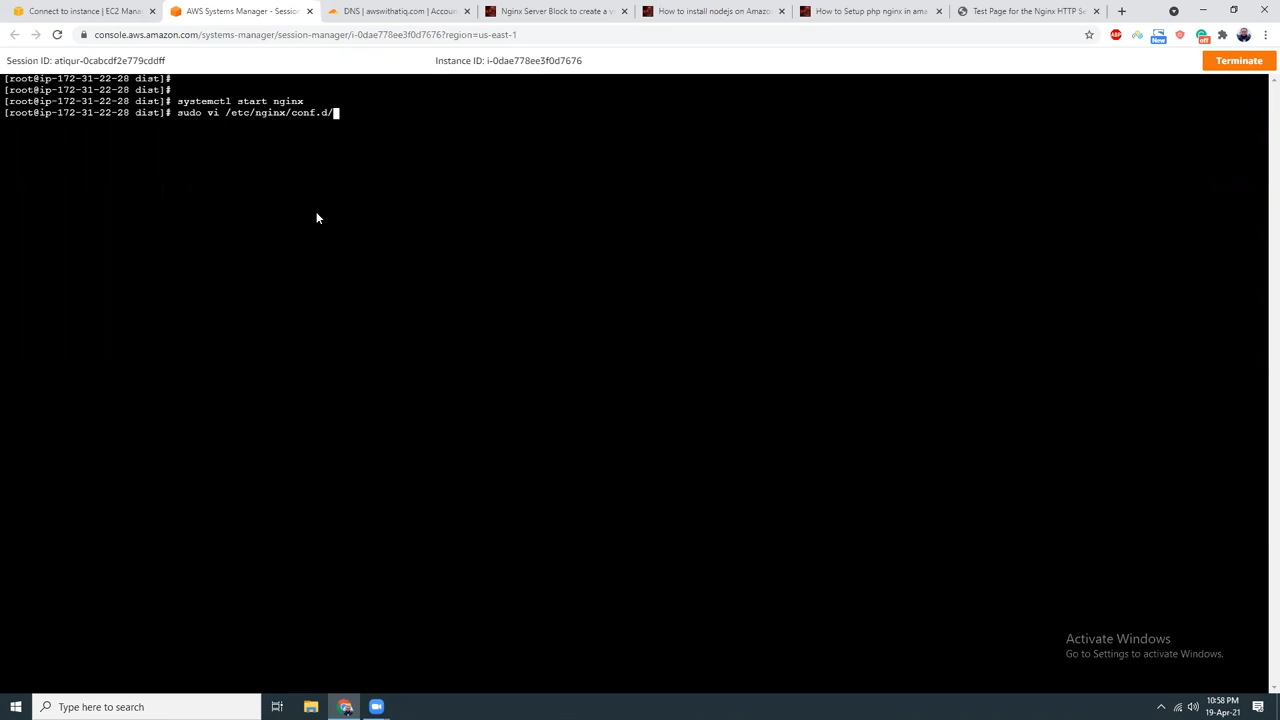 Connect to instance | EC2 Mana
AWS Systems Manager - Sessio
DNS | awswithatiq.com | Accoun
Nginx Server Block to create a v
How to install nodejs on Amazo
How to Setup php nginx in ama
Test Page for the Nginx HTTP Se
console.aws.amazon.com/systems-manager/session-manager/i-0dae778ee3f0d7676?region=us-east-1
ABP
New
off
Session ID: atiqur-0cabcdf2e779cddff
Instance ID: i-0dae778ee3f0d7676
Terminate
[root@ip-172-31-22-28 dist]#
[root@ip-172-31-22-28 dist]#
[root@ip-172-31-22-28 dist]# systemctl start nginx
[root@ip-172-31-22-28 dist]# sudo vi /etc/nginx/conf.d/
Activate Windows
Go to Settings to activate Windows.
Type here to search
10:58 PM
19-Apr-21